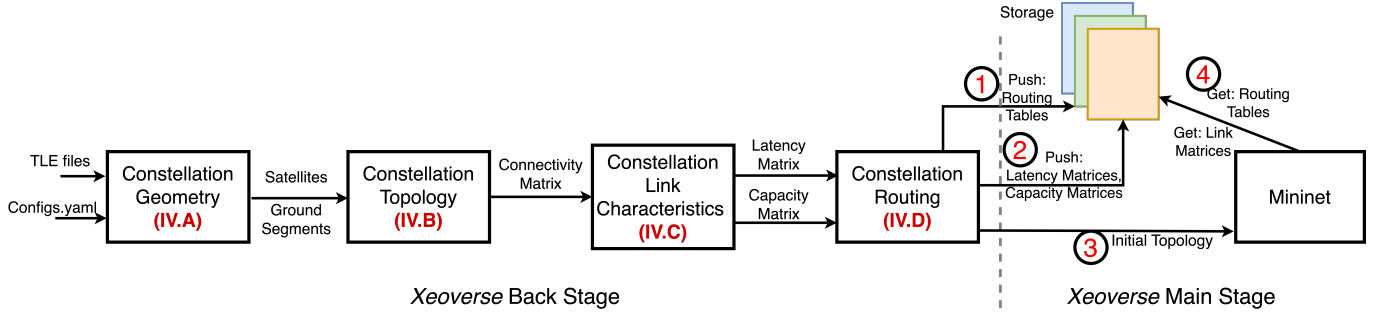 Storage
1
Push:
Routing
Tables
4
Get: Routing
Tables
Get: Link
Matrices
TLE files
Configs.yaml
Constellation
Geometry
(IV.A)
Satellites
Ground
Segments
Constellation
Topology
(IV.B)
Connectivity
Matrix
Constellation
Link
Characteristics
(IV.C)
Latency
Matrix
Capacity
Matrix
Constellation
Routing
(IV.D)
2
Push:
Latency Matrices,
Capacity Matrices
3
Initial Topology
Mininet
Xeoverse Back Stage
Xeoverse Main Stage